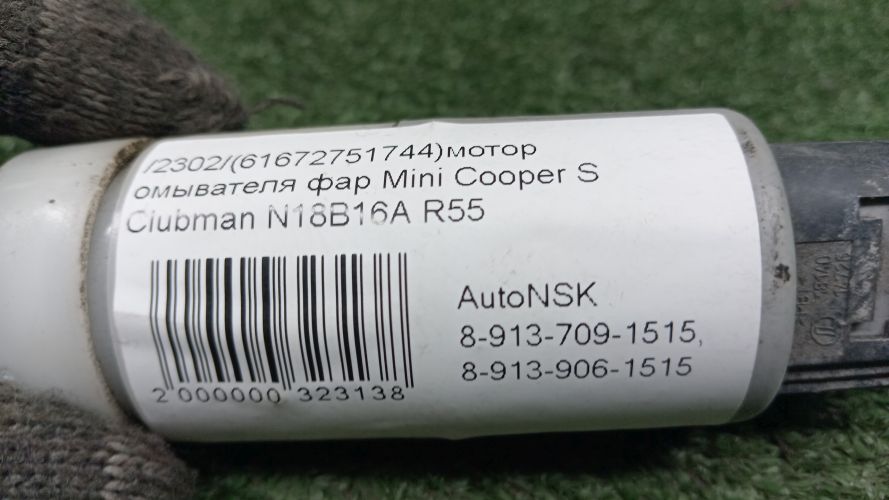 /2302/(61672751744)мотор
омывателя фар Mini Cooper S
Clubman N18B16A R55
AutoNSK
8-913-709-1515,
8-913-906-1515
2 000000 323138